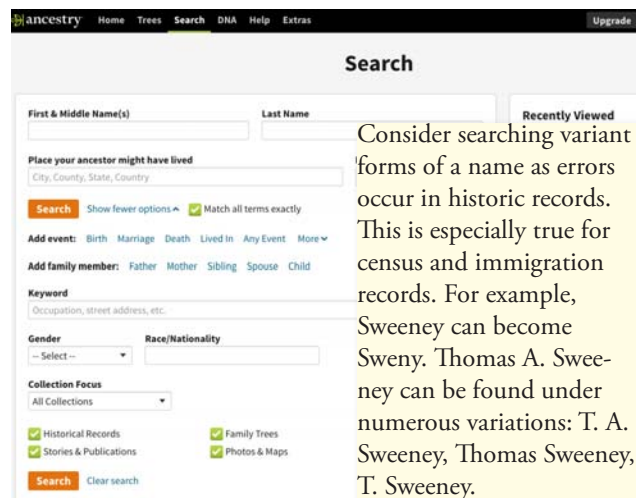 ancestry Home Trees Search DNA Help Extras Upgrade
Search
First & Middle Name(s) Last Name
Recently Viewed
Place your ancestor might have lived
City, County, State, Country
Search Show fewer options Match all terms exactly
Add event: Birth Marriage Death Lived In Any Event More
Add family member: Father Mother Sibling Spouse Child
Keyword
Occupation, street address, etc.
Gender Race/Nationality
-- Select --
Collection Focus
All Collections
Historical Records Family Trees
Stories & Publications Photos & Maps
Search Clear search
Consider searching variant
forms of a name as errors
occur in historic records.
This is especially true for
census and immigration
records. For example,
Sweeney can become
Sweny. Thomas A. Swee-
ney can be found under
numerous variations: T. A.
Sweeney, Thomas Sweeney,
T. Sweeney.